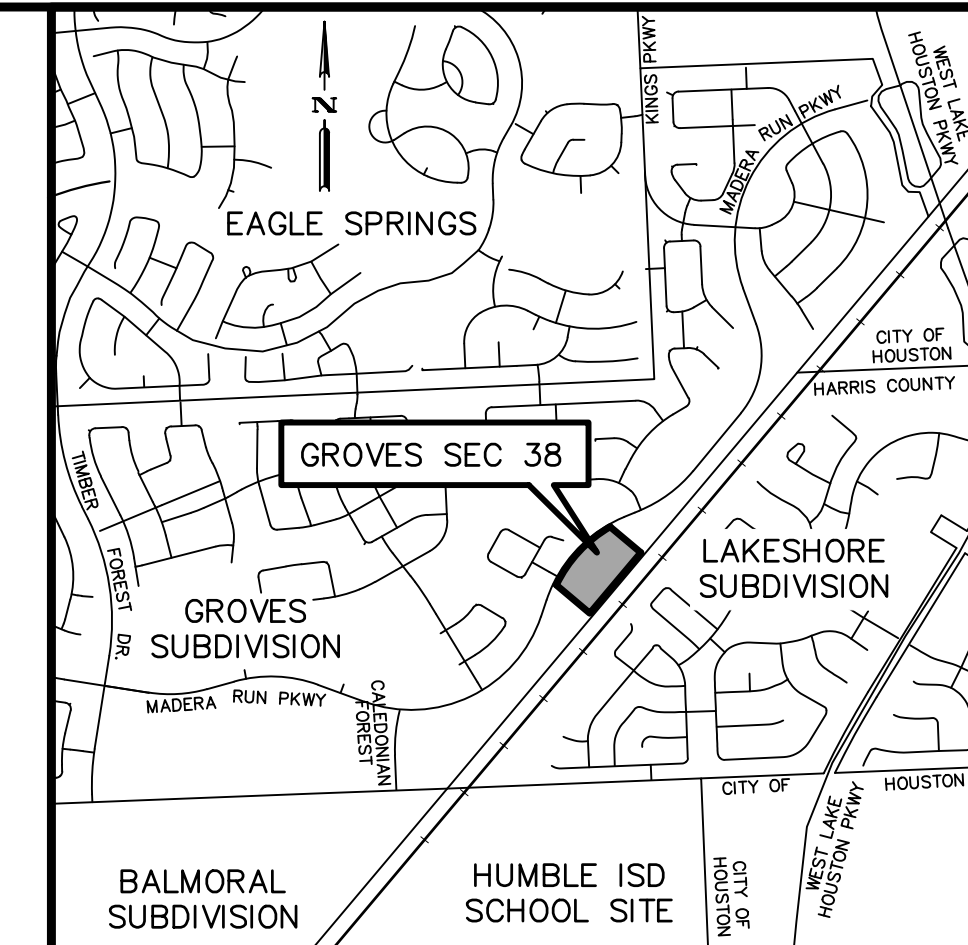 KINGS PKWY
WEST LAKE
HOUSTON PKWY
N
MADERA RUN PKWY
EAGLE SPRINGS
CITY OF
HOUSTON
HARRIS COUNTY
GROVES SEC 38
TIMBER FOREST DR.
LAKESHORE
SUBDIVISION
GROVES
SUBDIVISION
MADERA RUN PKWY
CALEDONIAN
FOREST
CITY OF HOUSTON
WEST LAKE
HOUSTON PKWY
BALMORAL
SUBDIVISION
HUMBLE ISD
SCHOOL SITE
CITY OF
HOUSTON